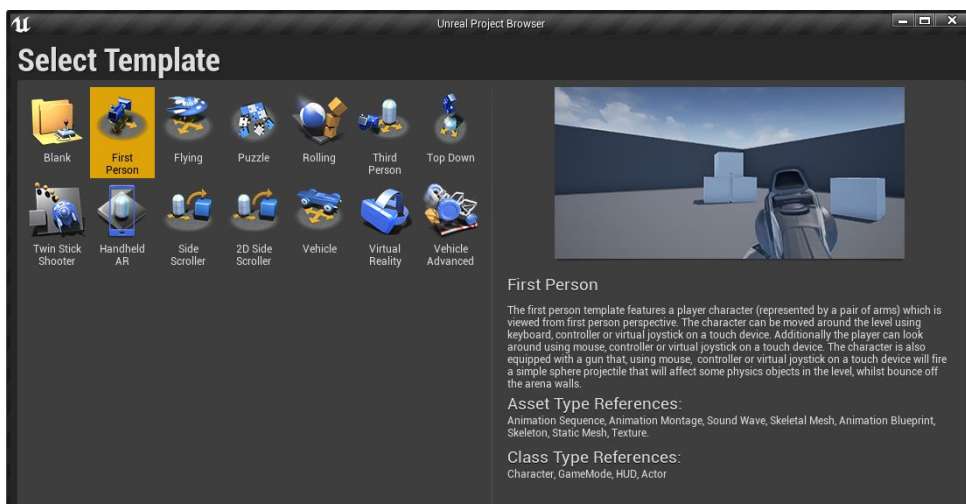 Unreal Project Browser
Select Template
Blank
First
Person
Flying
Puzzle
Rolling
Third
Person
Top Down
Twin Stick
Shooter
Handheld
AR
Side
Scroller
2D Side
Scroller
Vehicle
Virtual
Reality
Vehicle
Advanced
First Person
The first person template features a player character (represented by a pair of arms) which is
viewed from first person perspective. The character can be moved around the level using
keyboard, controller or virtual joystick on a touch device. Additionally the player can look
around using mouse, controller or virtual joystick on a touch device. The character is also
equipped with a gun that, using mouse, controller or virtual joystick on a touch device will fire
a simple sphere projectile that will affect some physics objects in the level, whilst bounce off
the arena walls.
Asset Type References:
Animation Sequence, Animation Montage, Sound Wave, Skeletal Mesh, Animation Blueprint,
Skeleton, Static Mesh, Texture.
Class Type References:
Character, GameMode, HUD, Actor